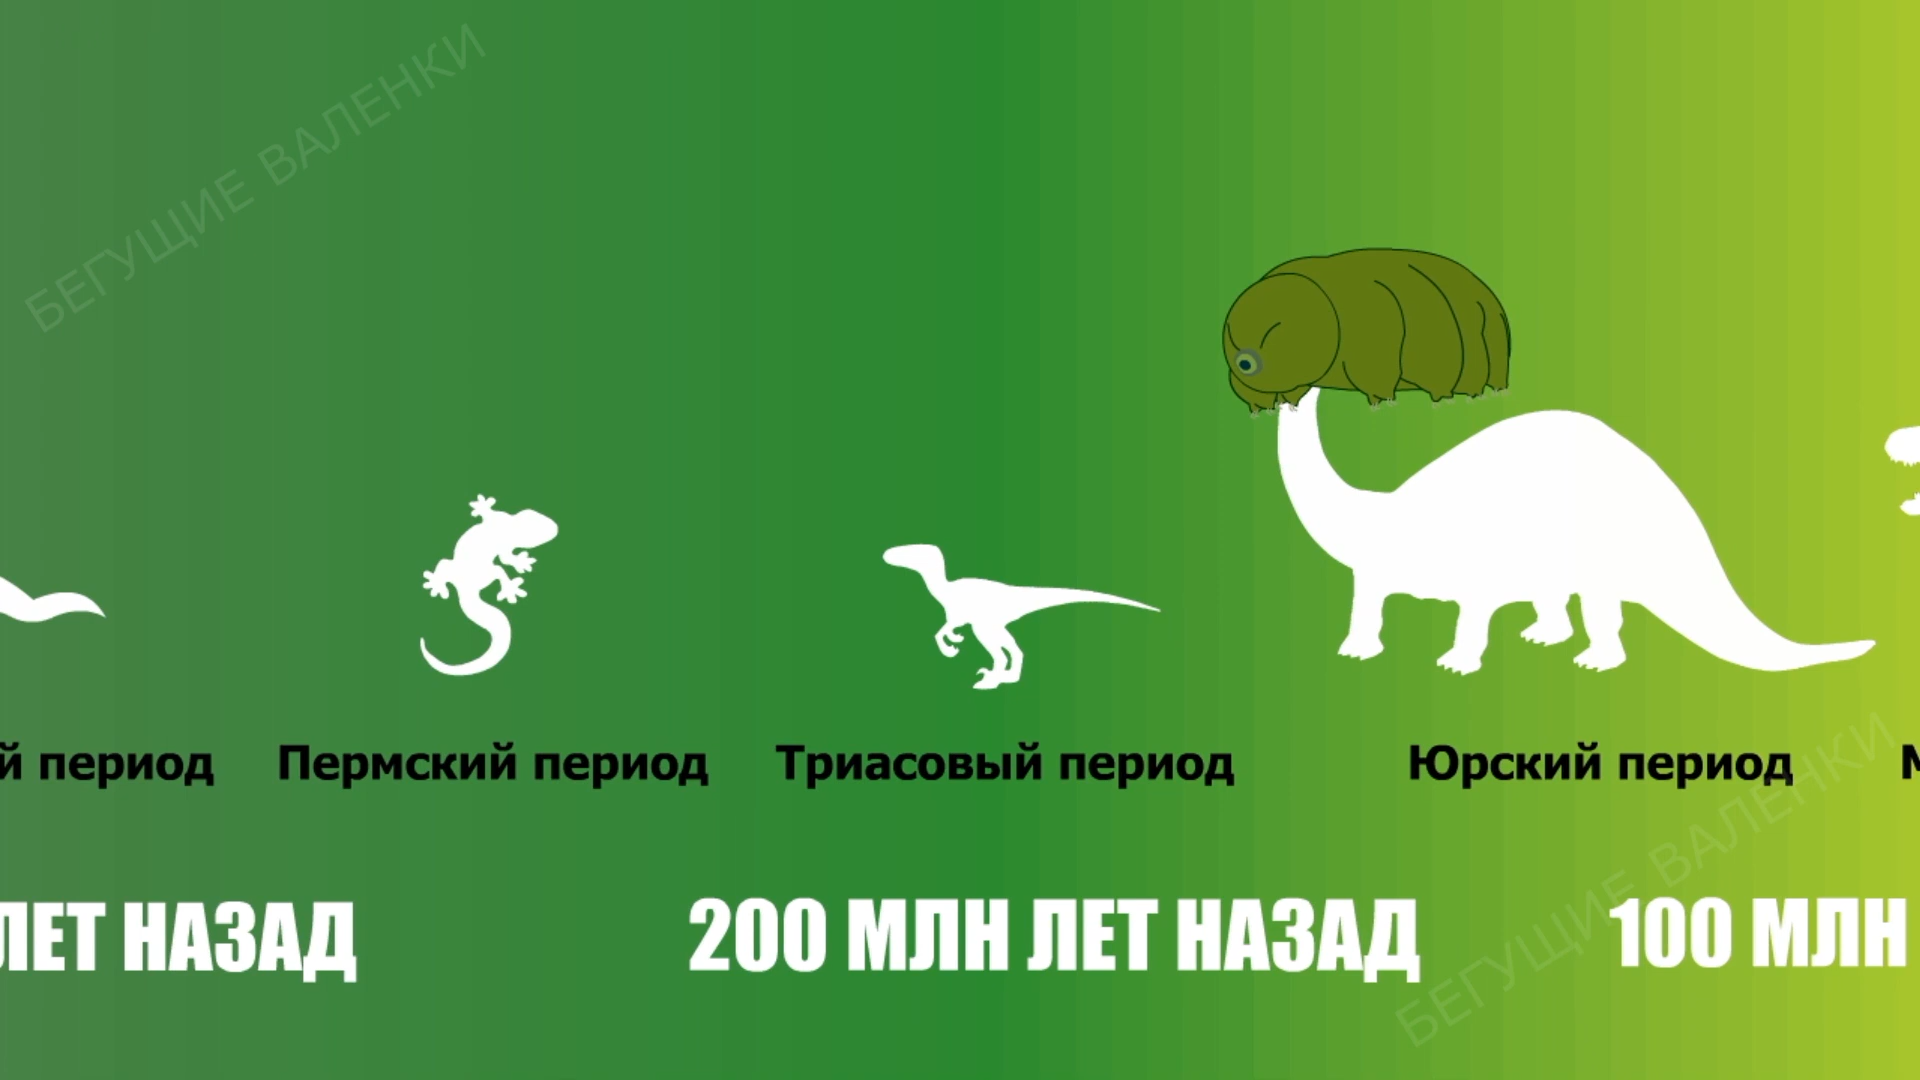 БЕГУЩИЕ ВАЛЕНКИ
й период
Пермский период
Триасовый период
Юрский период
ЛЕТ НАЗАД
200 МЛН ЛЕТ НАЗАД
100 МЛН
БЕГУЩИЕ ВАЛЕНКИ